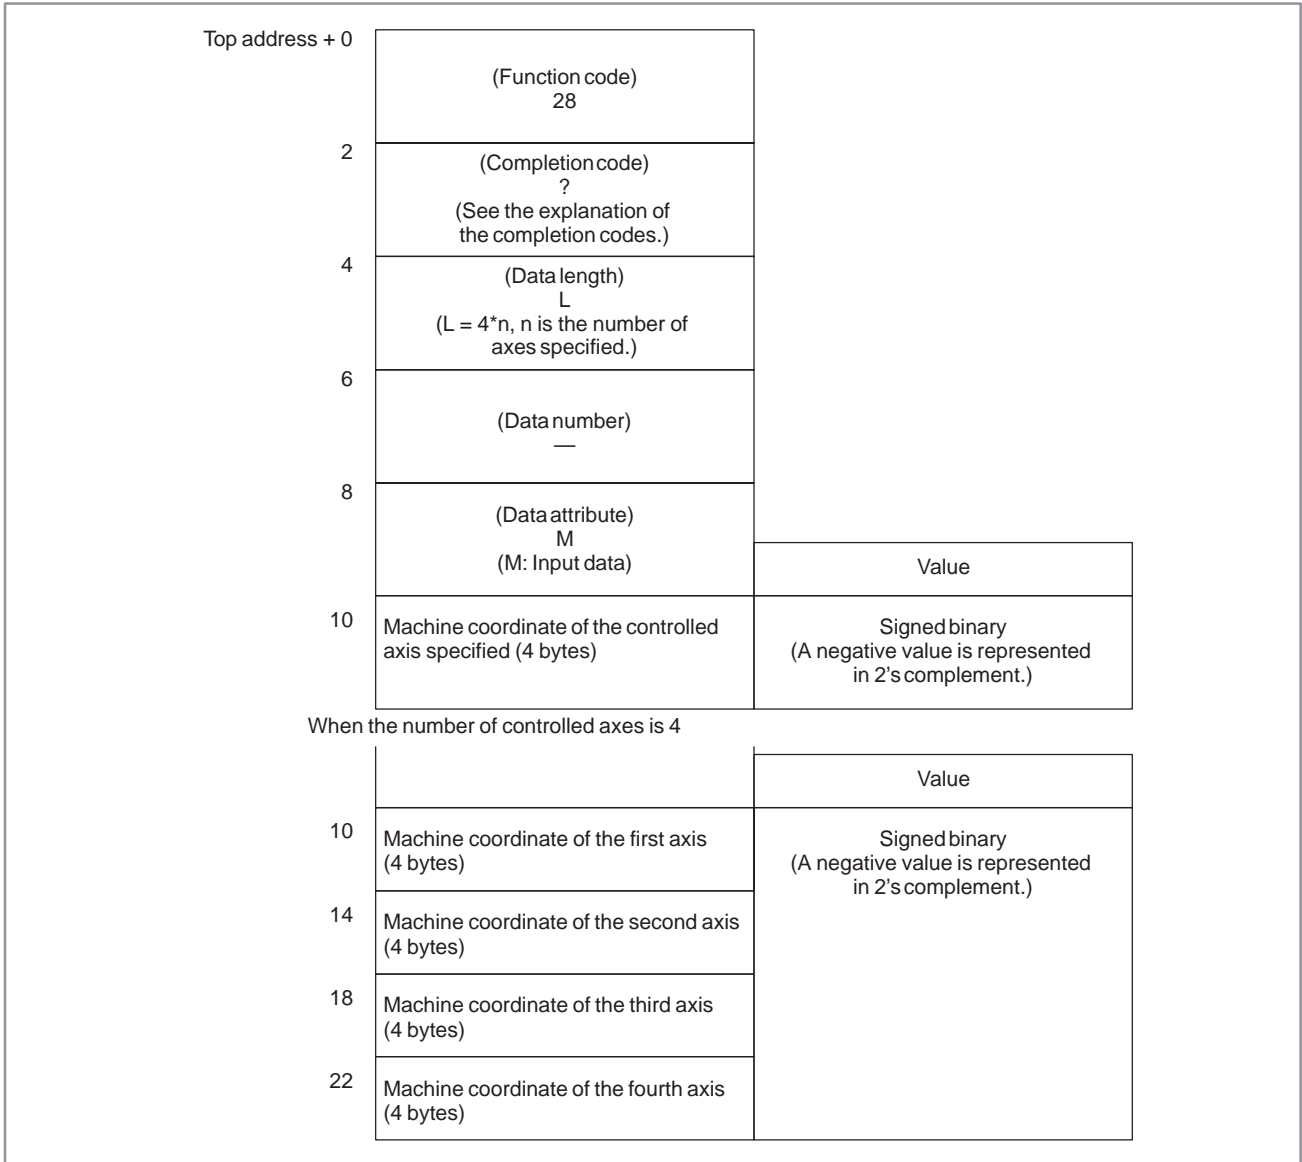 Top address + 0
(Function code)
28
2
(Completion code)
?
(See the explanation of
the completion codes.)
4
(Data length)
L
(L = 4*n, n is the number of
axes specified.)
6
(Data number)
—
8
(Data attribute)
M
(M: Input data)
Value
10
Machine coordinate of the controlled
axis specified (4 bytes)
Signed binary
(A negative value is represented
in 2's complement.)
When the number of controlled axes is 4
Value
10
Machine coordinate of the first axis
(4 bytes)
Signed binary
(A negative value is represented
in 2's complement.)
14
Machine coordinate of the second axis
(4 bytes)
18
Machine coordinate of the third axis
(4 bytes)
22
Machine coordinate of the fourth axis
(4 bytes)